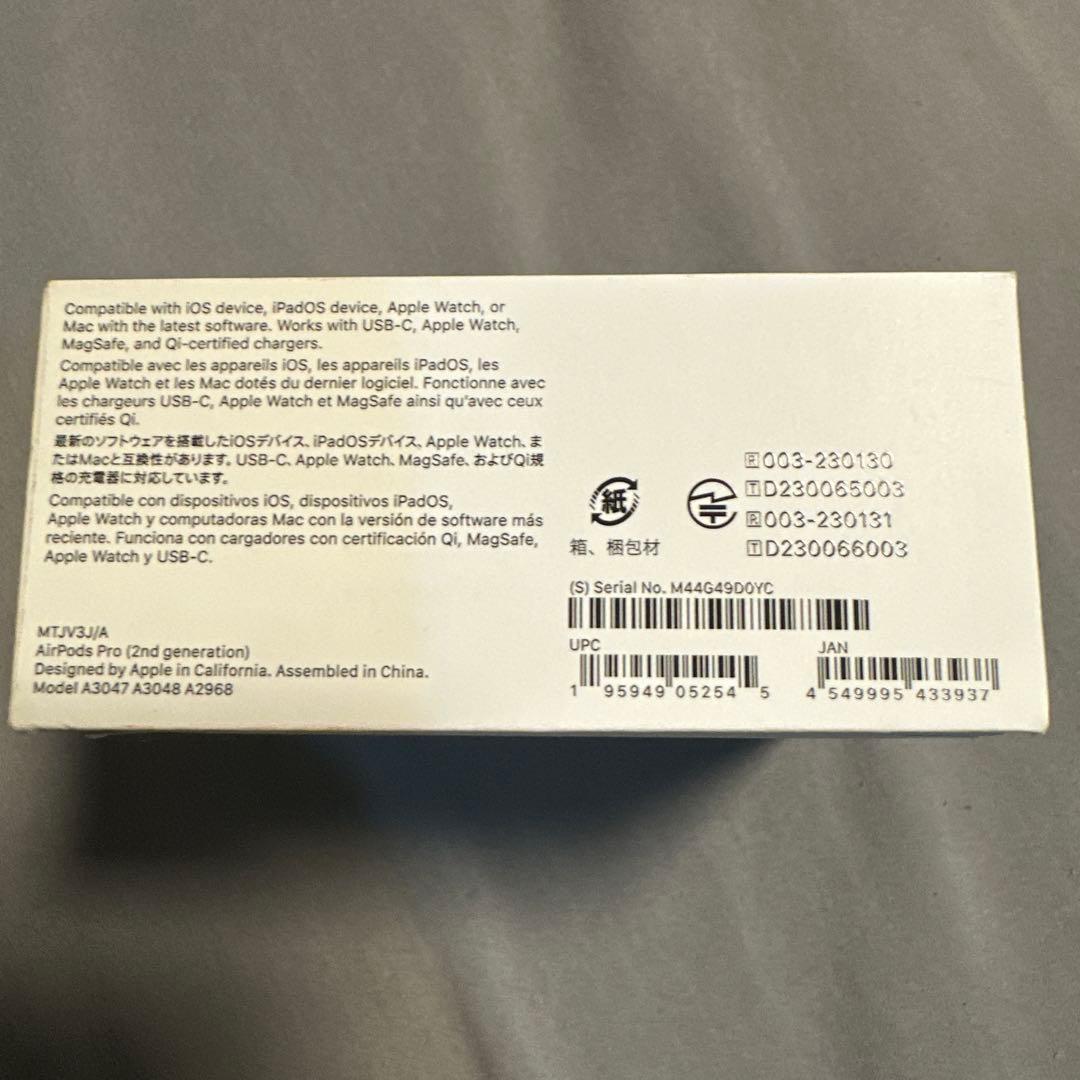 Compatible with iOS device, iPadOS device, Apple Watch, or
Mac with the latest software. Works with USB-C, Apple Watch,
MagSafe, and Qi-certified chargers.
Compatible avec les appareils iOS, les appareils iPadOS, les
Apple Watch et les Mac dotés du dernier logiciel. Fonctionne avec
les chargeurs USB-C, Apple Watch et MagSafe ainsi qu'avec ceux
certifiés Qi.
最新のソフトウェアを搭載したiOSデバイス、iPadOSデバイス、Apple Watch、ま
たはMacと互換性があります。USB-C、Apple Watch、MagSafe、およびQi規
格の充電器に対応しています。
Compatible con dispositivos iOS, dispositivos iPadOS,
Apple Watch y computadoras Mac con la versión de software más
reciente. Funciona con cargadores con certificación Qi, MagSafe,
Apple Watch y USB-C.
MTJV3J/A
AirPods Pro (2nd generation)
Designed by Apple in California. Assembled in China.
Model A3047 A3048 A2968
紙
箱、梱包材
R 003-230130
T D230065003
R 003-230131
T D230066003
(S) Serial No. M44G49D0YC
UPC
1 95949 05254 5
JAN
4 549995 433937